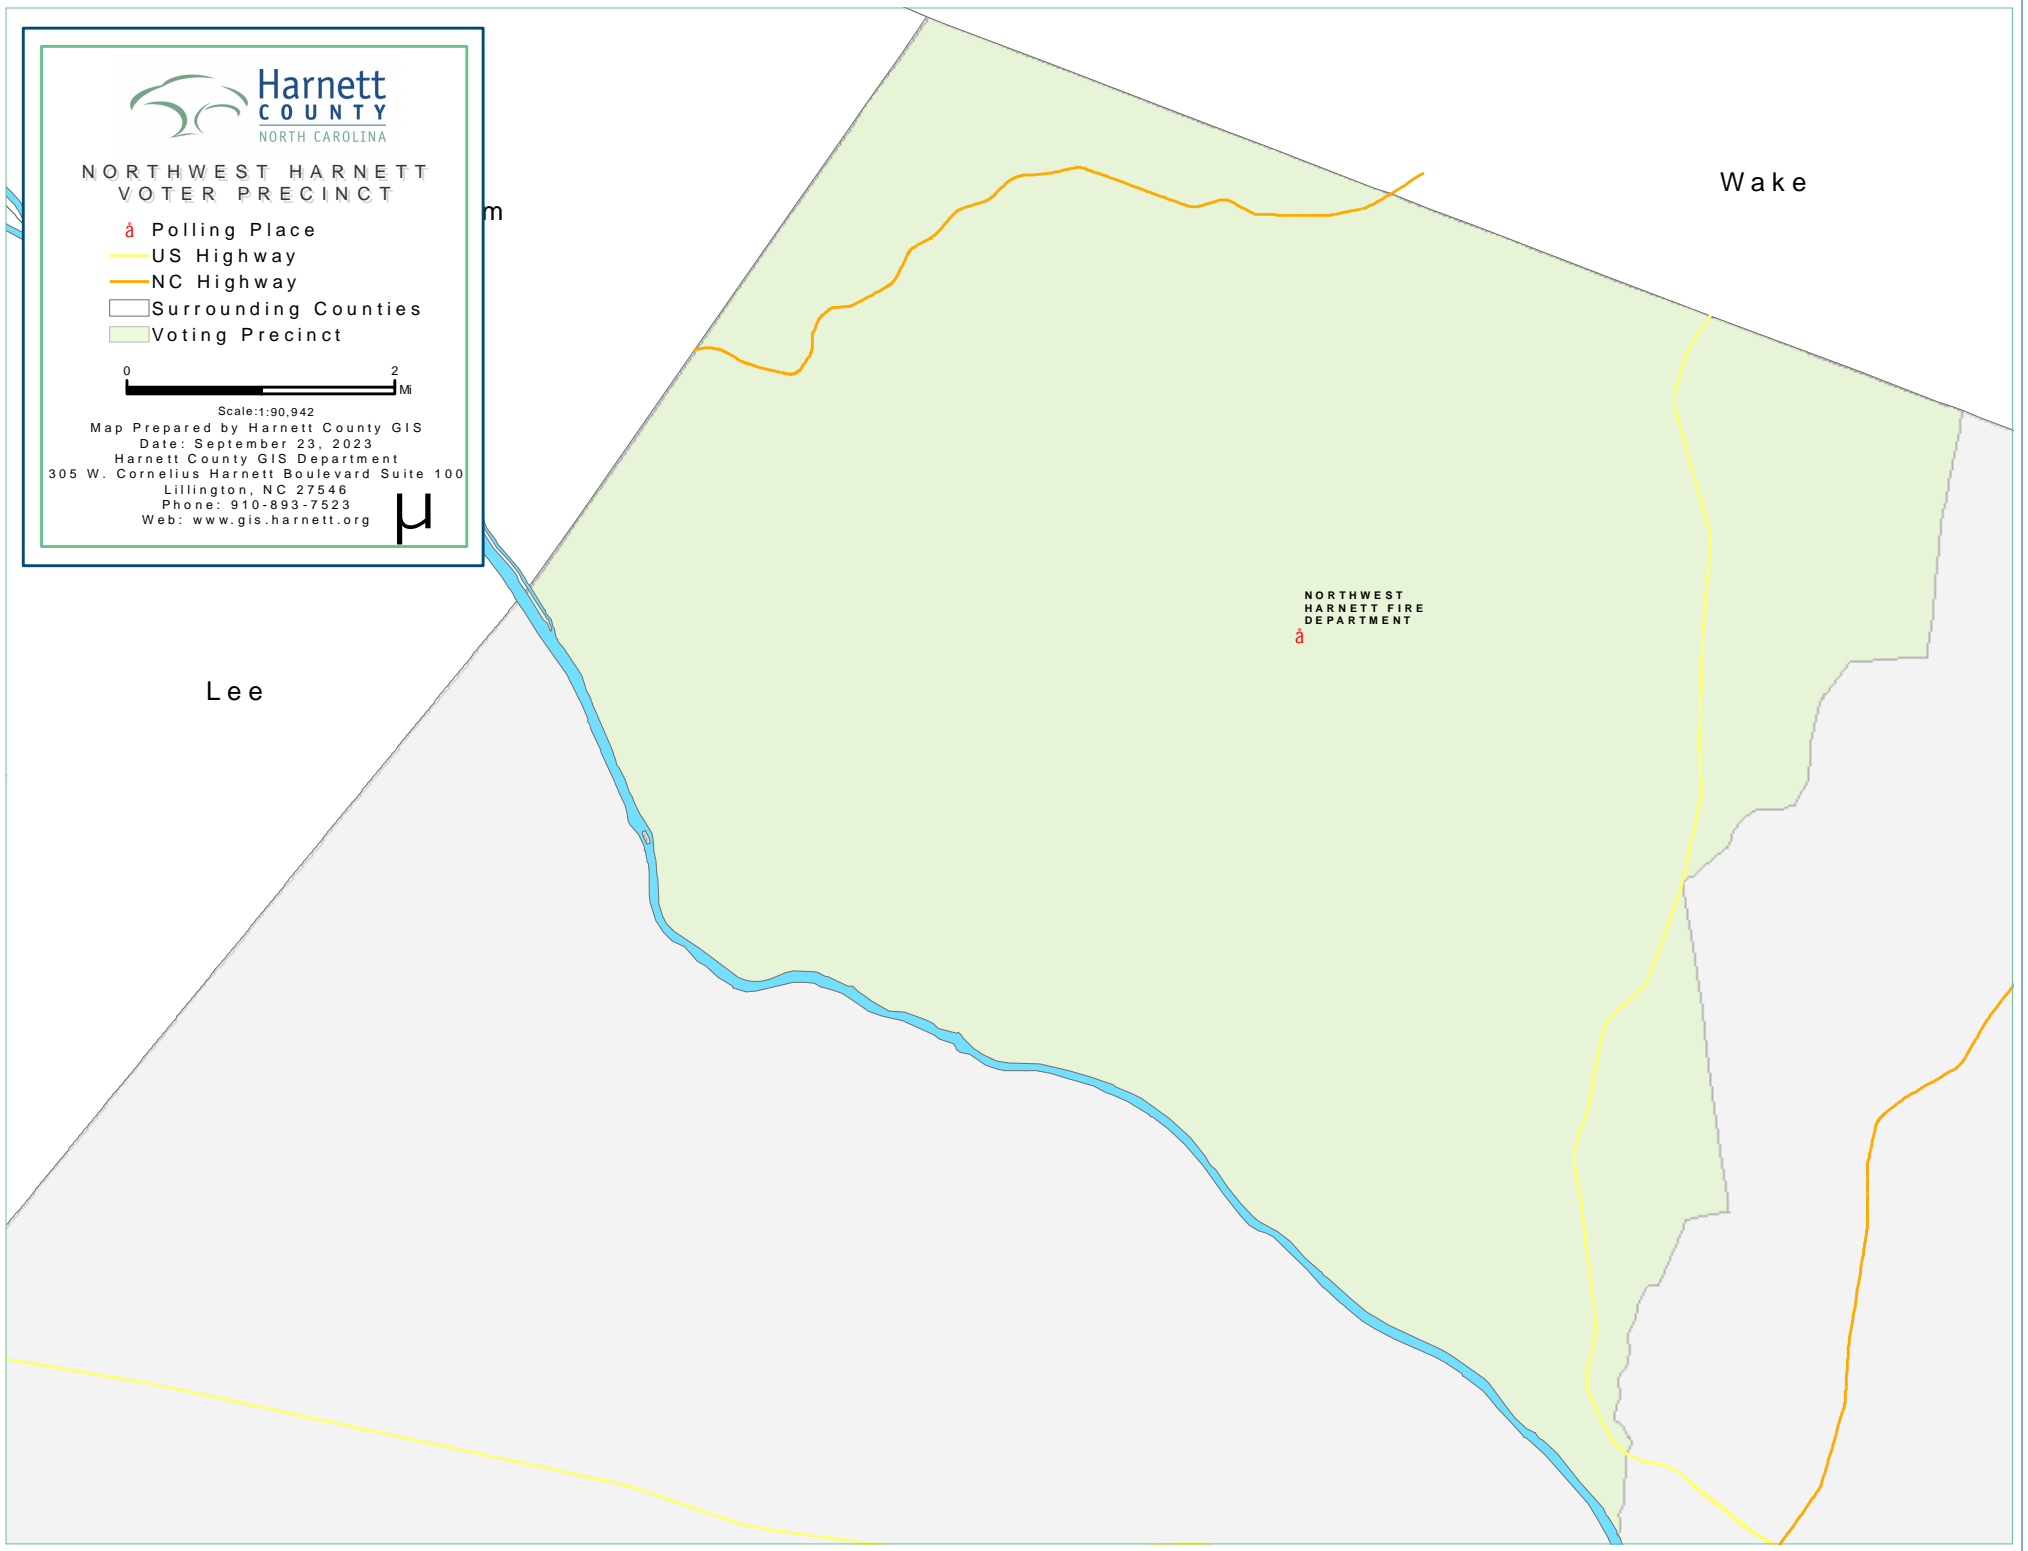 Harnett
COUNTY
NORTH CAROLINA
NORTHWEST HARNETT
VOTER PRECINCT
å Polling Place
US Highway
NC Highway
Surrounding Counties
Voting Precinct
0 2
Mi
Scale:1:90,942
Map Prepared by Harnett County GIS
Date: September 23, 2023
Harnett County GIS Department
305 W. Cornelius Harnett Boulevard Suite 100
Lillington, NC 27546
Phone: 910-893-7523
Web: www.gis.harnett.org
µ
m
Wake
NORTHWEST
HARNETT FIRE
DEPARTMENT
å
Lee